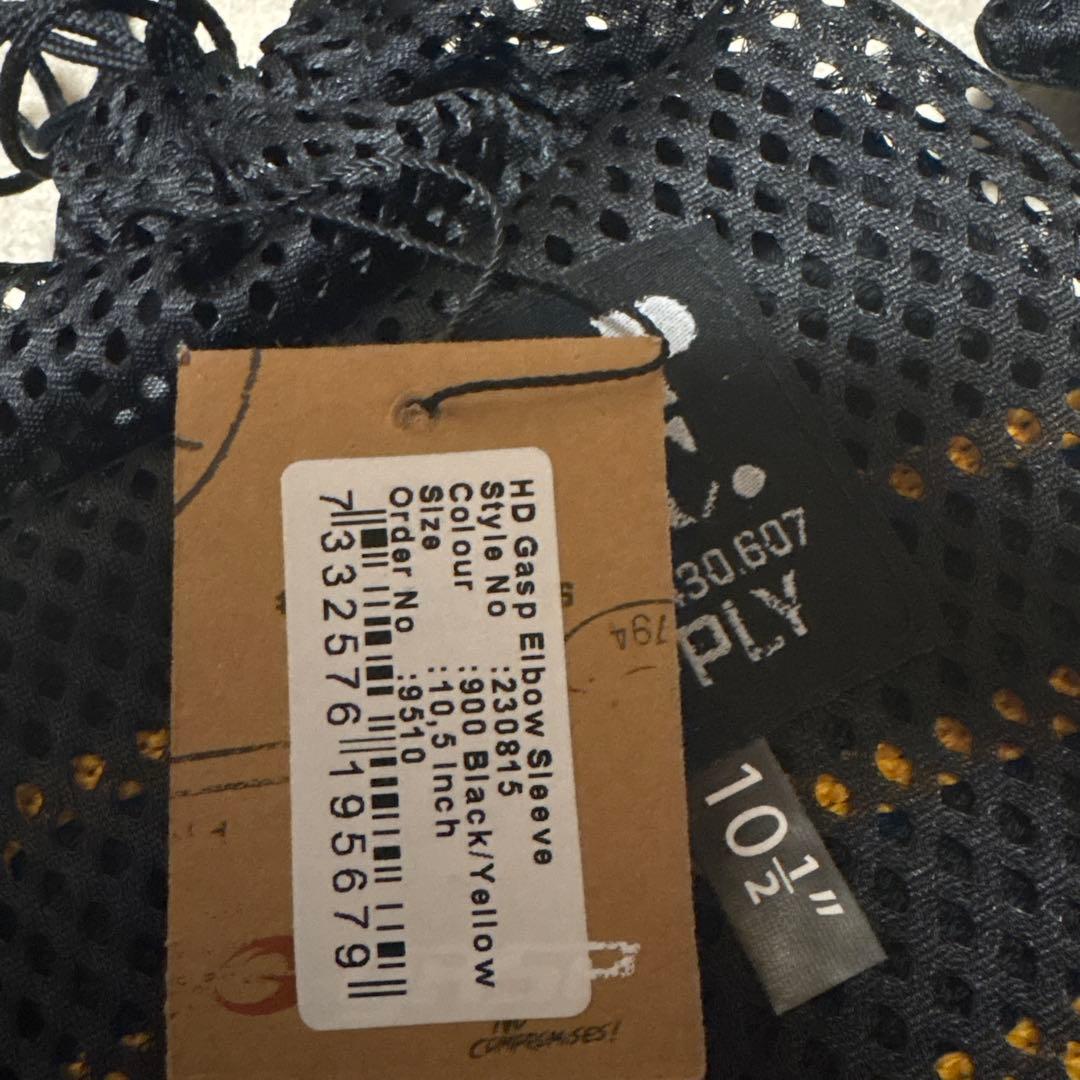 HD Gasp Elbow Sleeve
Style No :230815
Colour :900 Black/Yellow
Size :10,5 Inch
Order No :9510
7332576195679
NO
COMPROMISES!
794
30.607
PLY
10½"